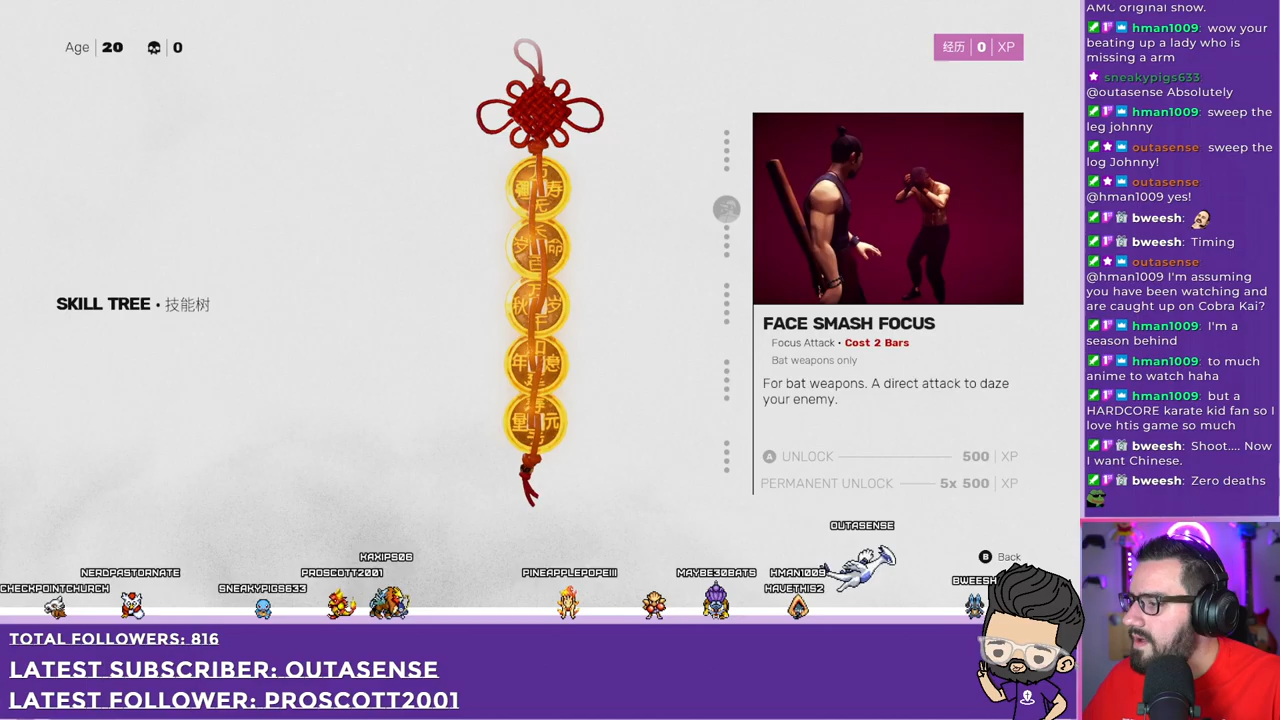 Age 20 0
经历 0 XP
SKILL TREE • 技能树
FACE SMASH FOCUS
Focus Attack • Cost 2 Bars
Bat weapons only
For bat weapons. A direct attack to daze
your enemy.
A UNLOCK 500 XP
PERMANENT UNLOCK 5x 500 XP
B Back
OUTASENSE
KAXIPS06
NERDPASTORNATE
PROSCOTT2001
PINEAPPLEPOPEIII
MAYBE30BATS
HMAN1009
CHECKPOINTCHURCH
SNEAKYPIGS633
HAVETHIS2
BWEESH
TOTAL FOLLOWERS: 816
LATEST SUBSCRIBER: OUTASENSE
LATEST FOLLOWER: PROSCOTT2001
AMC original show.
hman1009: wow your
beating up a lady who is
missing a arm
sneakypigs633:
@outasense Absolutely
hman1009: sweep the
leg johnny
outasense sweep the
log Johnny!
outasense
@hman1009 yes!
bweesh:
bweesh: Timing
outasense
@hman1009 I'm assuming
you have been watching and
are caught up on Cobra Kai?
hman1009: I'm a
season behind
hman1009: to much
anime to watch haha
hman1009: but a
HARDCORE karate kid fan so I
love htis game so much
bweesh: Shoot.... Now
I want Chinese.
bweesh: Zero deaths